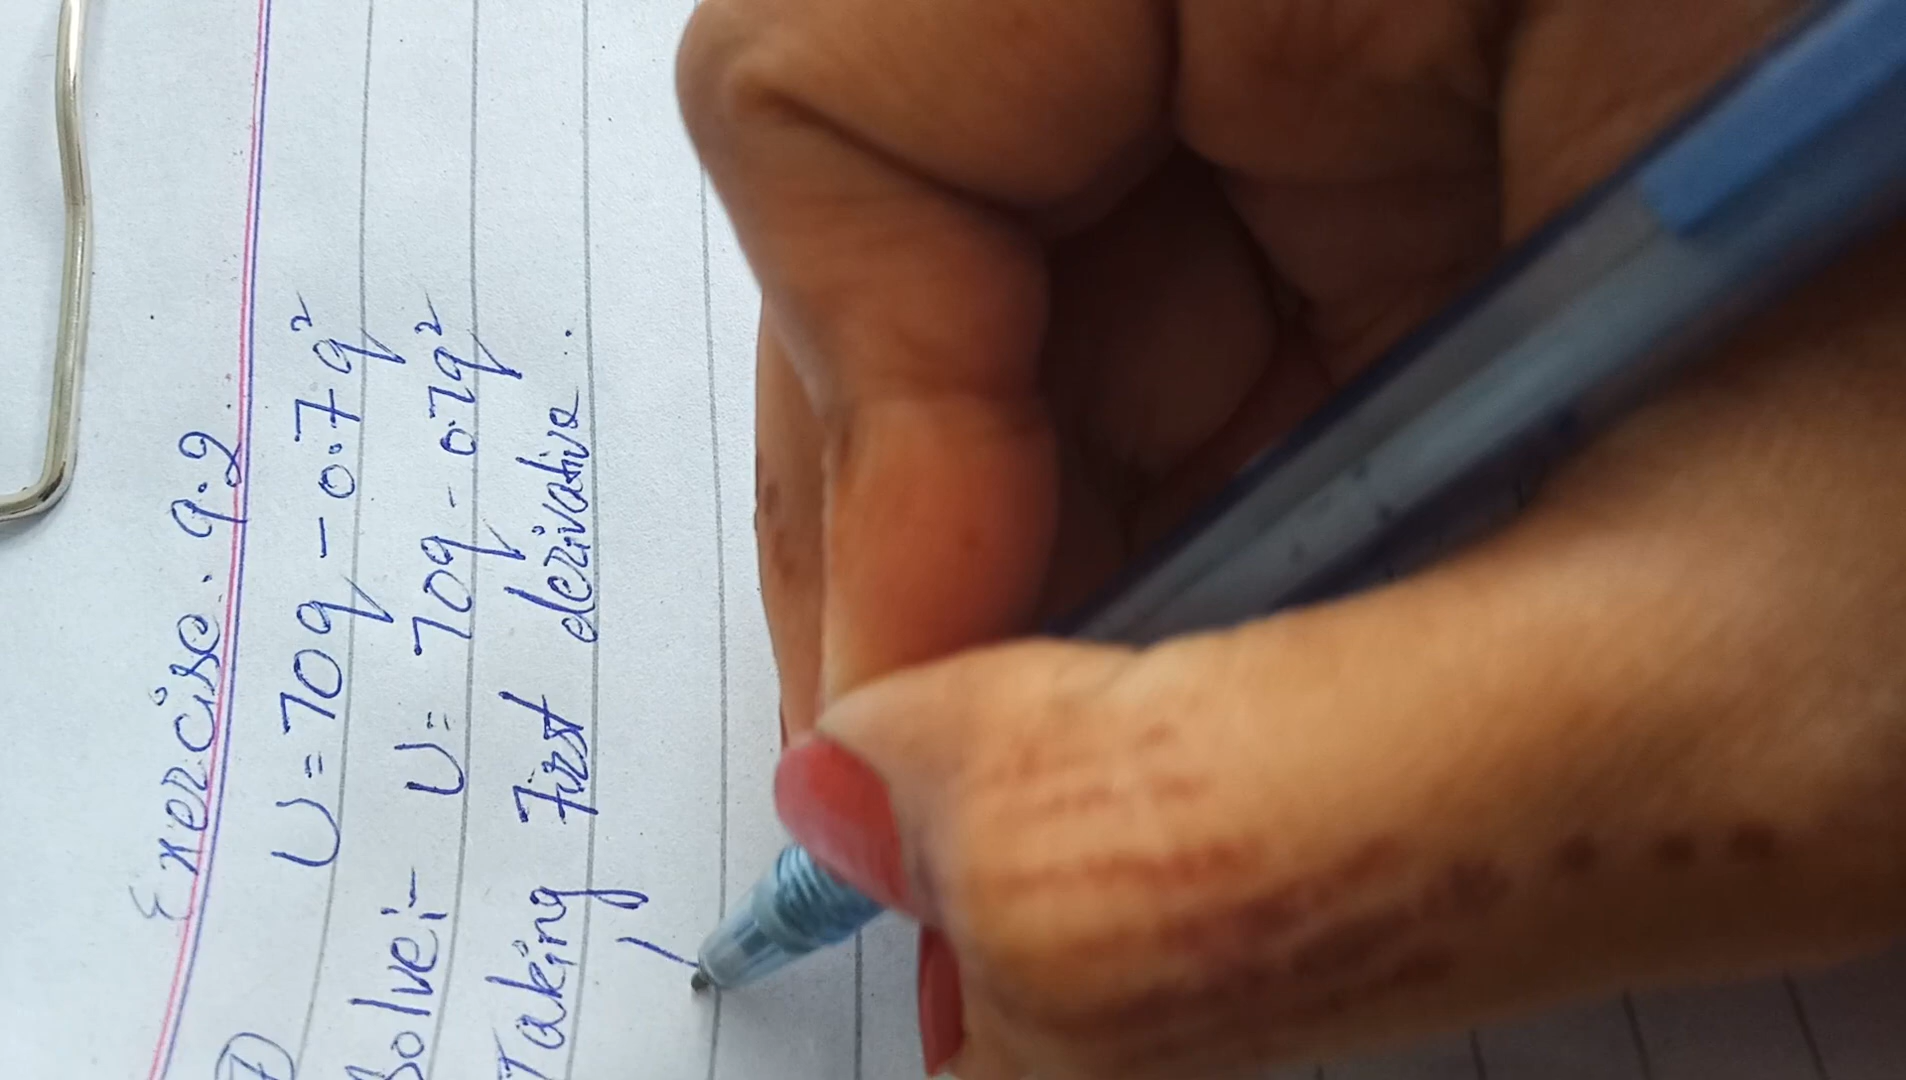 Exercise. 9.2
U = 70q - 0.7q²
Solve:- U = 70q - 0.7q²
Taking First derivative.